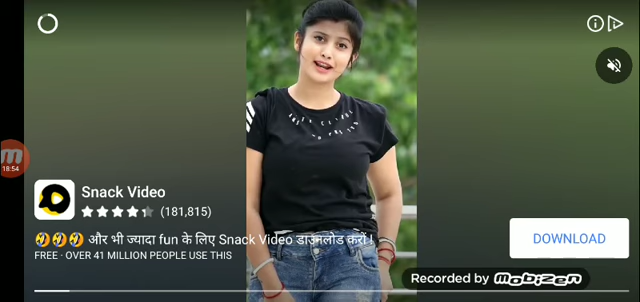 Snack Video
(181,815)
🤣🤣🤣 और भी ज्यादा fun के लिए Snack Video डाउनलोड करों !
FREE · OVER 41 MILLION PEOPLE USE THIS
DOWNLOAD
18:54
Recorded by mobizen